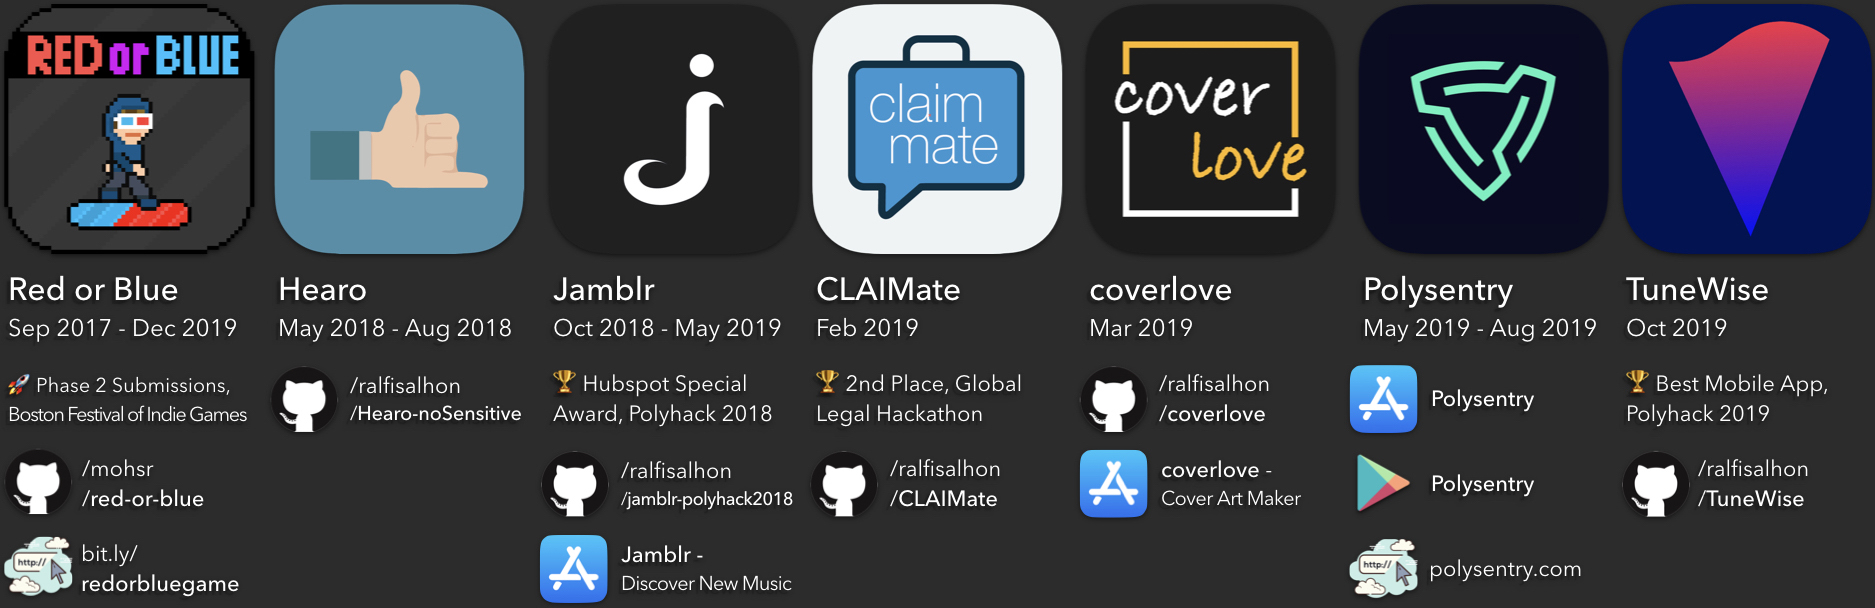 RED or BLUE
Red or Blue
Sep 2017 - Dec 2019
🚀 Phase 2 Submissions,
Boston Festival of Indie Games
/mohsr
/red-or-blue
http://
bit.ly/
redorbluegame
Hearo
May 2018 - Aug 2018
/ralfisalhon
/Hearo-noSensitive
j
Jamblr
Oct 2018 - May 2019
🏆 Hubspot Special
Award, Polyhack 2018
/ralfisalhon
/jamblr-polyhack2018
Jamblr -
Discover New Music
claim
mate
CLAIMate
Feb 2019
🏆 2nd Place, Global
Legal Hackathon
/ralfisalhon
/CLAIMate
cover
love
coverlove
Mar 2019
/ralfisalhon
/coverlove
coverlove -
Cover Art Maker
Polysentry
May 2019 - Aug 2019
Polysentry
Polysentry
http://
polysentry.com
TuneWise
Oct 2019
🏆 Best Mobile App,
Polyhack 2019
/ralfisalhon
/TuneWise